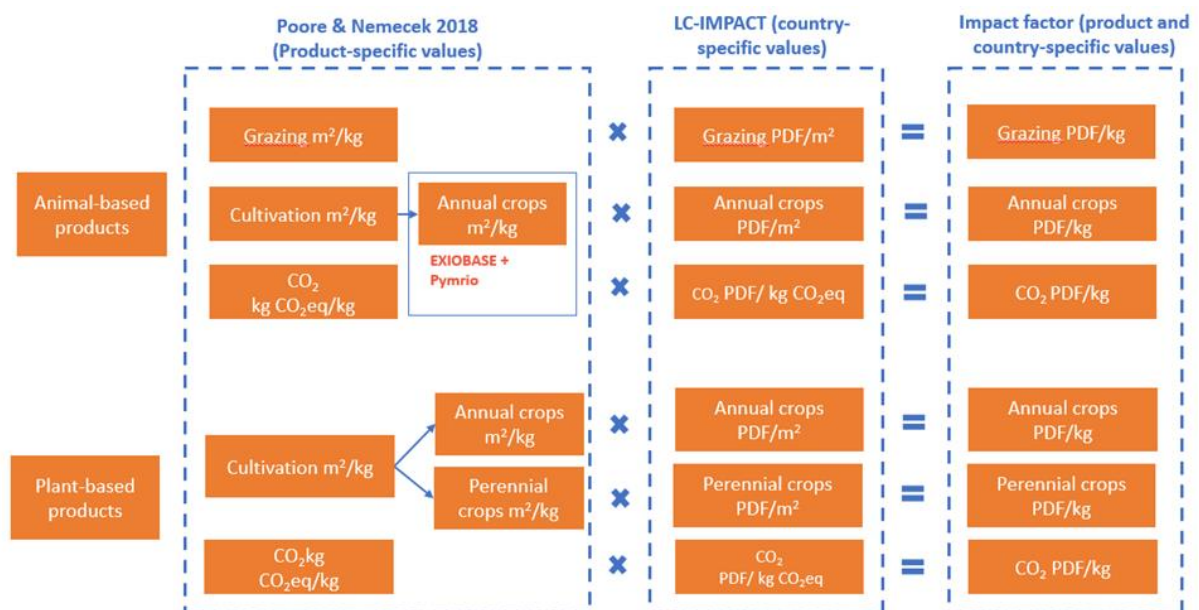 Poore & Nemecek 2018
(Product-specific values)
LC-IMPACT (country-
specific values)
Impact factor (product and
country-specific values)
Animal-based
products
Grazing m²/kg
Grazing PDF/m²
Grazing PDF/kg
Cultivation m²/kg
Annual crops
m²/kg
EXIOBASE +
Pymrio
Annual crops
PDF/m²
Annual crops
PDF/kg
CO₂
kg CO₂eq/kg
CO₂ PDF/ kg CO₂eq
CO₂ PDF/kg
Plant-based
products
Cultivation m²/kg
Annual crops
m²/kg
Annual crops
PDF/m²
Annual crops
PDF/kg
Perennial
crops m²/kg
Perennial crops
PDF/m²
Perennial crops
PDF/kg
CO₂kg
CO₂eq/kg
CO₂
PDF/ kg CO₂eq
CO₂ PDF/kg